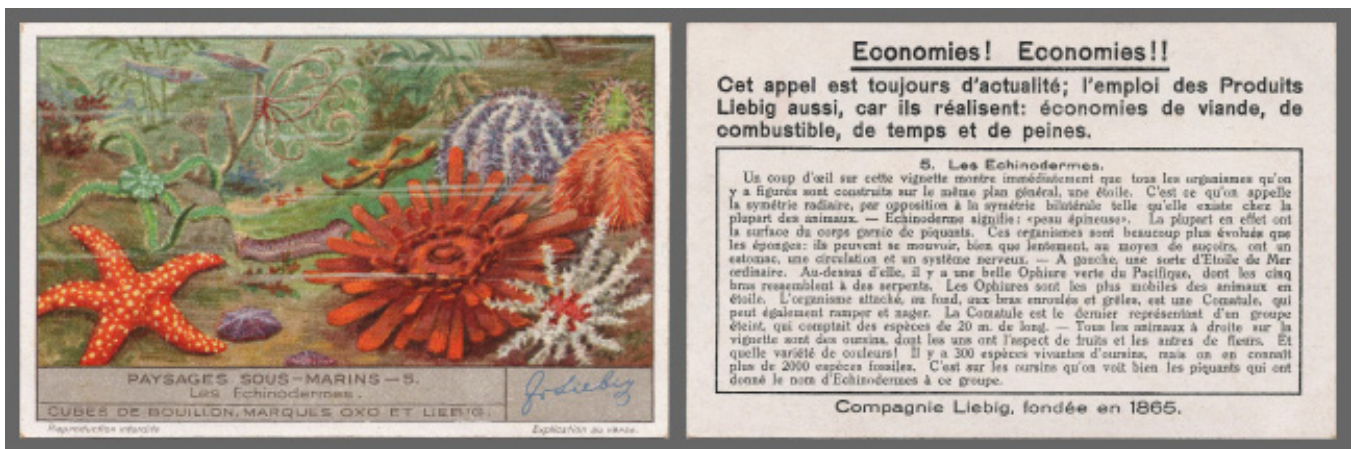 PAYSAGES SOUS-MARINS — 5.
Les Echinodermes.
CUBES DE BOUILLON, MARQUES OXO ET LIEBIG.
Jv Liebig
Reproduction interdite
Explication au verso.
Economies! Economies!!
Cet appel est toujours d'actualité; l'emploi des Produits
Liebig aussi, car ils réalisent: économies de viande, de
combustible, de temps et de peines.
5. Les Echinodermes.
Un coup d'œil sur cette vignette montre immédiatement que tous les organismes qu'on
y a figurés sont construits sur le même plan général, une étoile. C'est ce qu'on appelle
la symétrie radiaire, par opposition à la symétrie bilatérale telle qu'elle existe chez la
plupart des animaux. — Echinoderme signifie: «peau épineuse». La plupart en effet ont
la surface du corps garnie de piquants. Ces organismes sont beaucoup plus évolués que
les éponges: ils peuvent se mouvoir, bien que lentement, au moyen de suçoirs, ont un
estomac, une circulation et un système nerveux. — A gauche, une sorte d'Etoile de Mer
ordinaire. Au-dessus d'elle, il y a une belle Ophiure verte du Pacifique, dont les cinq
bras ressemblent à des serpents. Les Ophiures sont les plus mobiles des animaux en
étoile. L'organisme attaché, au fond, aux bras enroulés et grêles, est une Comatule, qui
peut également ramper et nager. La Comatule est le dernier représentant d'un groupe
éteint, qui comptait des espèces de 20 m. de long. — Tous les animaux à droite sur la
vignette sont des oursins, dont les uns ont l'aspect de fruits et les autres de fleurs. Et
quelle variété de couleurs! Il y a 300 espèces vivantes d'oursins, mais on en connaît
plus de 2000 espèces fossiles. C'est sur les oursins qu'on voit bien les piquants qui ont
donné le nom d'Echinodermes à ce groupe.
Compagnie Liebig, fondée en 1865.